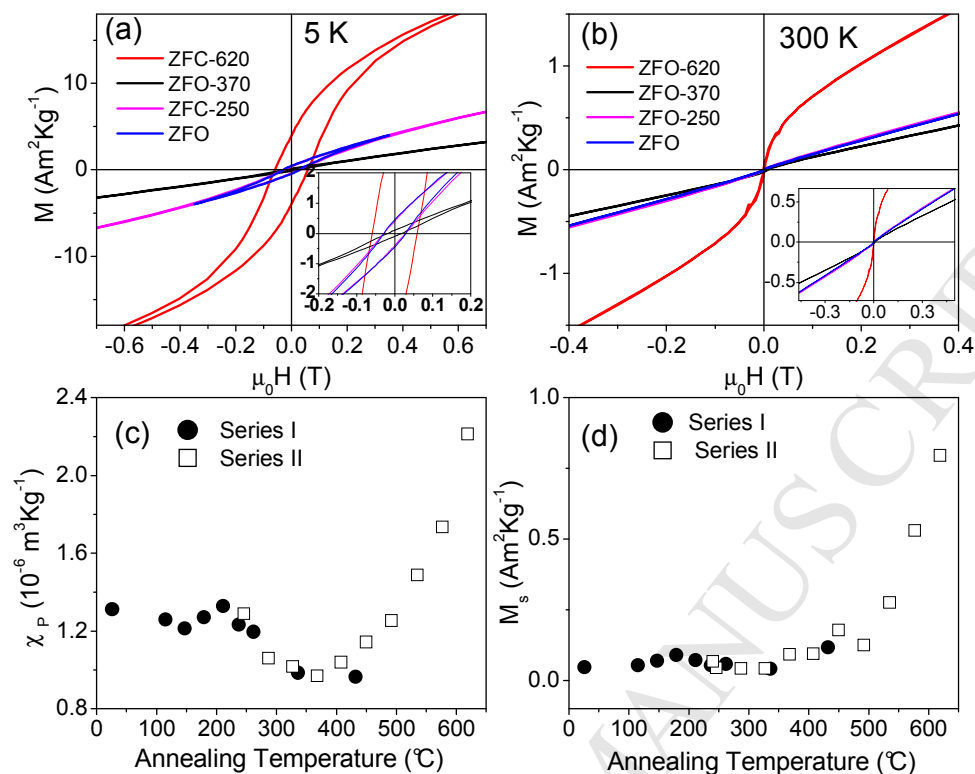 (a)
5 K
ZFC-620
ZFO-370
ZFC-250
ZFO
M (Am²Kg⁻¹)
10
0
-10
2
1
0
-1
-2
-0.2 -0.1 0.0 0.1 0.2
-0.6 -0.4 -0.2 0.0 0.2 0.4 0.6
μ₀H (T)
(b)
300 K
ZFO-620
ZFO-370
ZFO-250
ZFO
M (Am²Kg⁻¹)
1
0
-1
0.5
0.0
-0.5
-0.3 0.0 0.3
-0.4 -0.2 0.0 0.2 0.4
μ₀H (T)
(c)
Series I
Series II
χ_P (10⁻⁶ m³Kg⁻¹)
2.4
2.0
1.6
1.2
0.8
0 100 200 300 400 500 600
Annealing Temperature (°C)
(d)
Series I
Series II
M_s (Am²Kg⁻¹)
1.0
0.5
0.0
0 100 200 300 400 500 600
Annealing Temperature (°C)
MANUSCRIPT